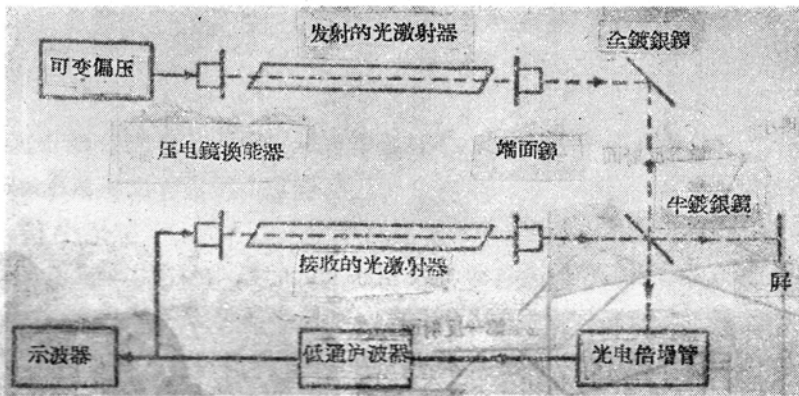 发射的光激射器
全镀銀鏡
可变偏压
压电鏡換能器
端面鏡
半鍍銀鏡
接收的光激射器
屏
示波器
低通沪波器
光电倍增管